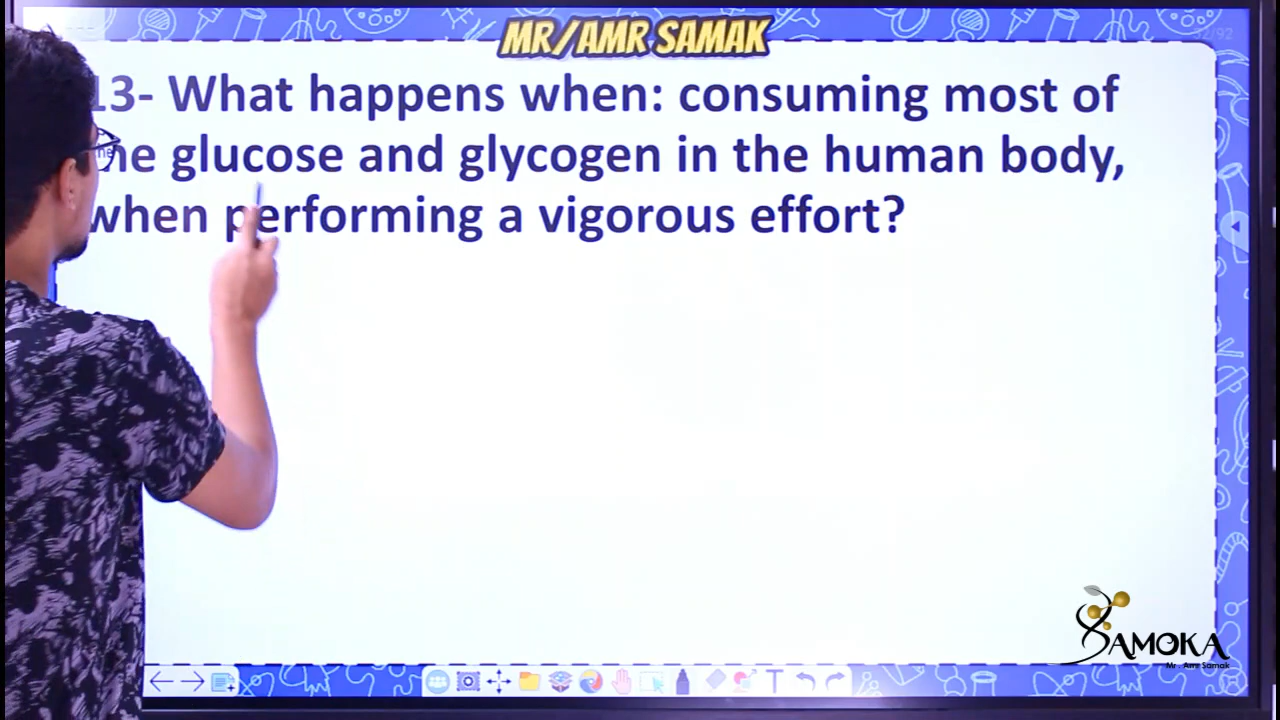 MR/AMR SAMAK
13- What happens when: consuming most of
glucose and glycogen in the human body,
when performing a vigorous effort?
SAMOKA
Mr. Amr Samak